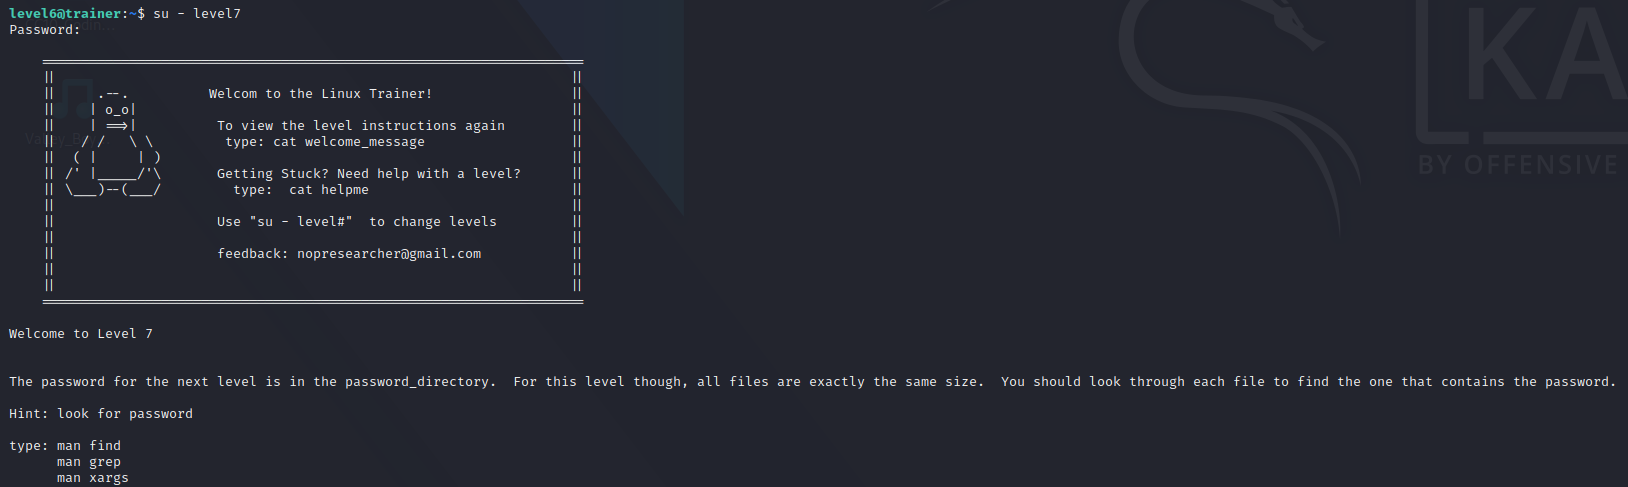 level6@trainer:~$ su - level7
Password:
.--.          Welcom to the Linux Trainer!
| o_o|
| ==>|          To view the level instructions again
/ /   \ \         type: cat welcome_message
( |     | )
/' |_____/'\       Getting Stuck? Need help with a level?
\___)--(___/         type:  cat helpme
Use "su - level#"  to change levels
feedback: nopresearcher@gmail.com
Welcome to Level 7
The password for the next level is in the password_directory.  For this level though, all files are exactly the same size.  You should look through each file to find the one that contains the password.
Hint: look for password
type: man find
man grep
man xargs
KA
BY OFFENSIVE